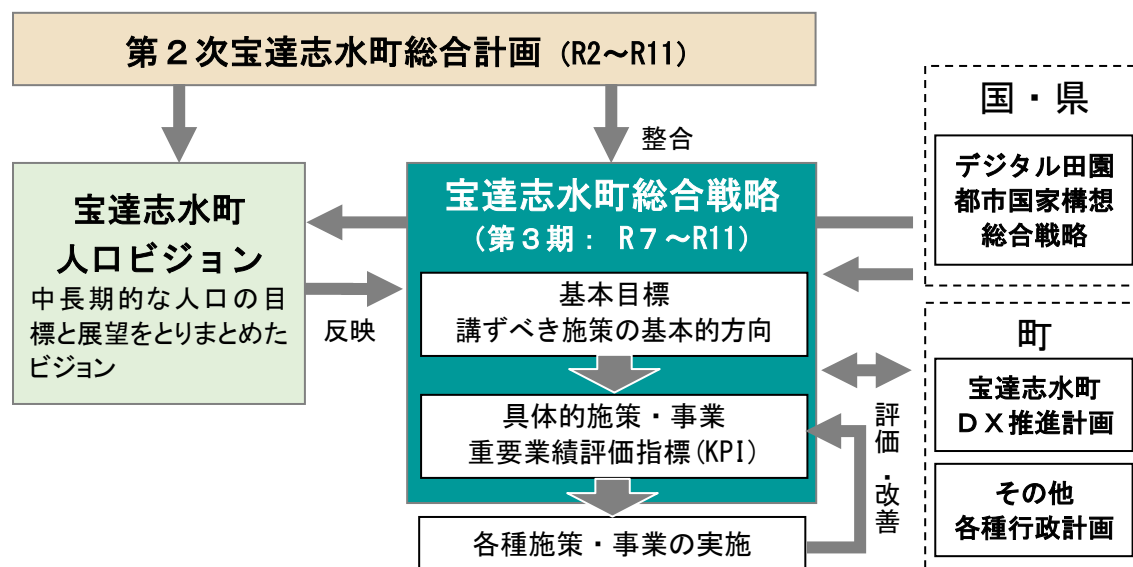 第２次宝達志水町総合計画 (R2～R11)
整合
宝達志水町
人口ビジョン
中長期的な人口の目
標と展望をとりまとめた
ビジョン
反映
宝達志水町総合戦略
(第３期： R７～R11)
基本目標
講ずべき施策の基本的方向
具体的施策・事業
重要業績評価指標(KPI)
各種施策・事業の実施
評価・改善
国・県
デジタル田園
都市国家構想
総合戦略
町
宝達志水町
ＤＸ推進計画
その他
各種行政計画